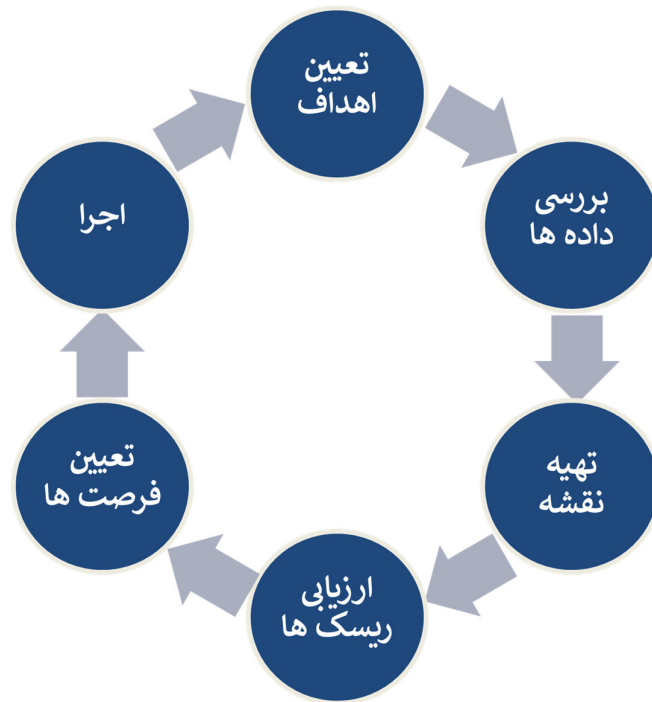 تعیین
اهداف
بررسی
داده ها
تهیه
نقشه
ارزیابی
ریسک ها
تعیین
فرصت ها
اجرا